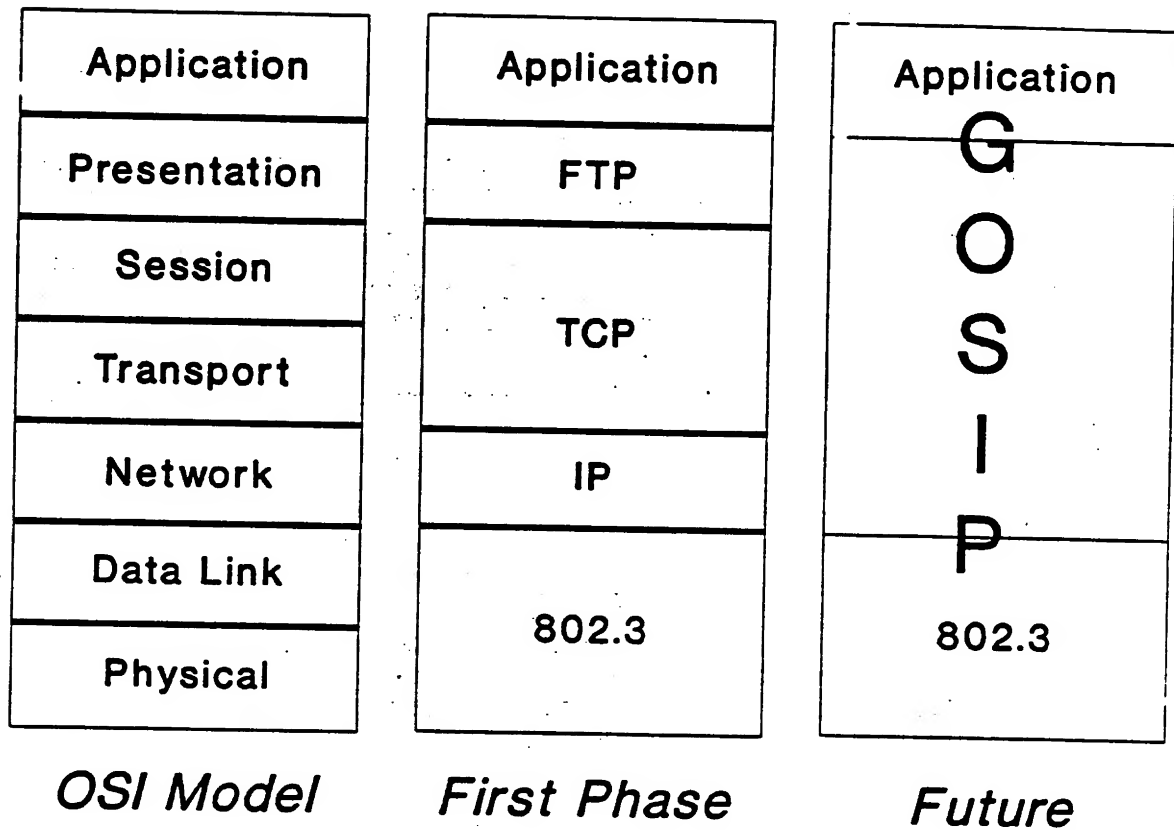 Application
Presentation
Session
Transport
Network
Data Link
Physical
OSI Model
Application
FTP
TCP
IP
802.3
First Phase
Application
G
O
S
I
P
802.3
Future